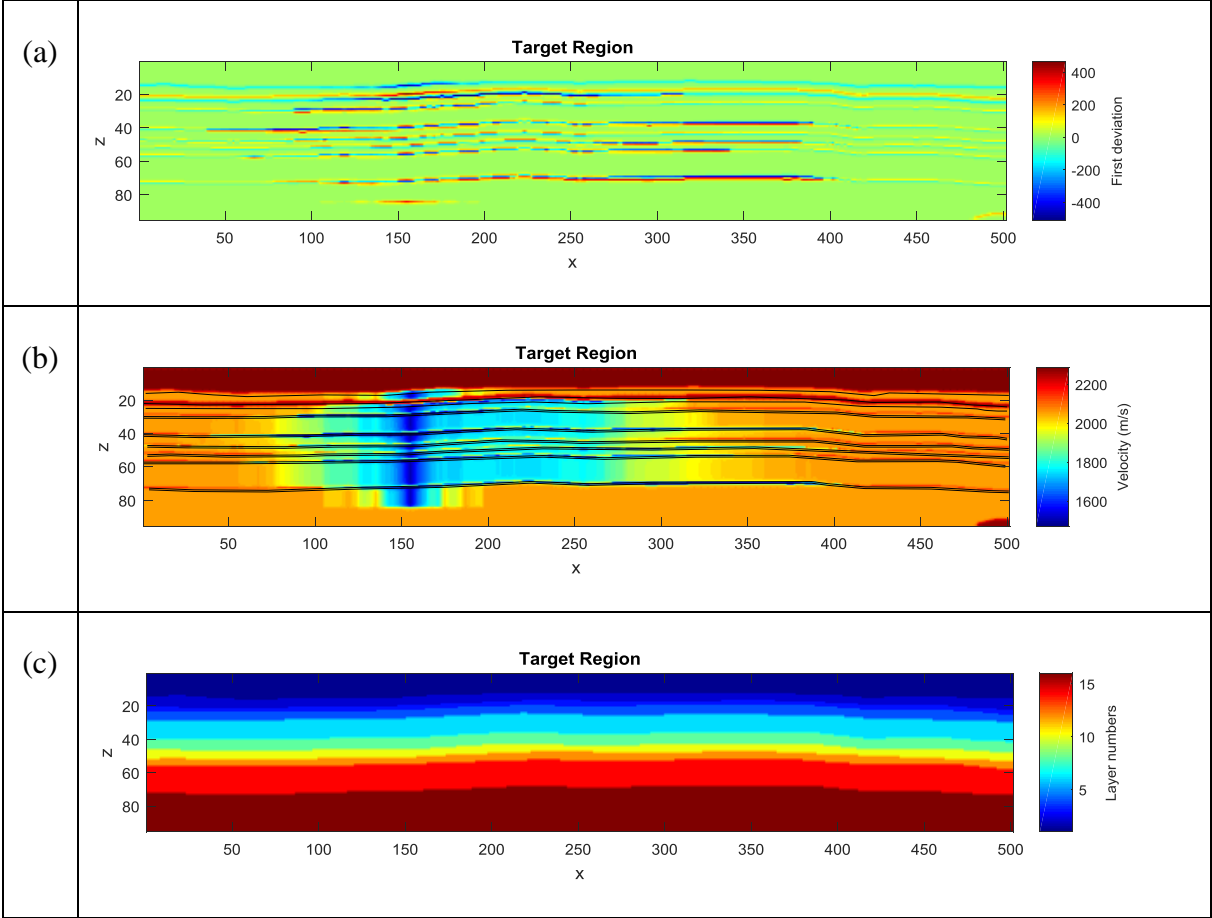 (a)
Target Region
20
40
60
80
z
50 100 150 200 250 300 350 400 450 500
x
400
200
0
-200
-400
First deviation
(b)
Target Region
20
40
60
80
z
50 100 150 200 250 300 350 400 450 500
x
2200
2000
1800
1600
Velocity (m/s)
(c)
Target Region
20
40
60
80
z
50 100 150 200 250 300 350 400 450 500
x
15
10
5
Layer numbers